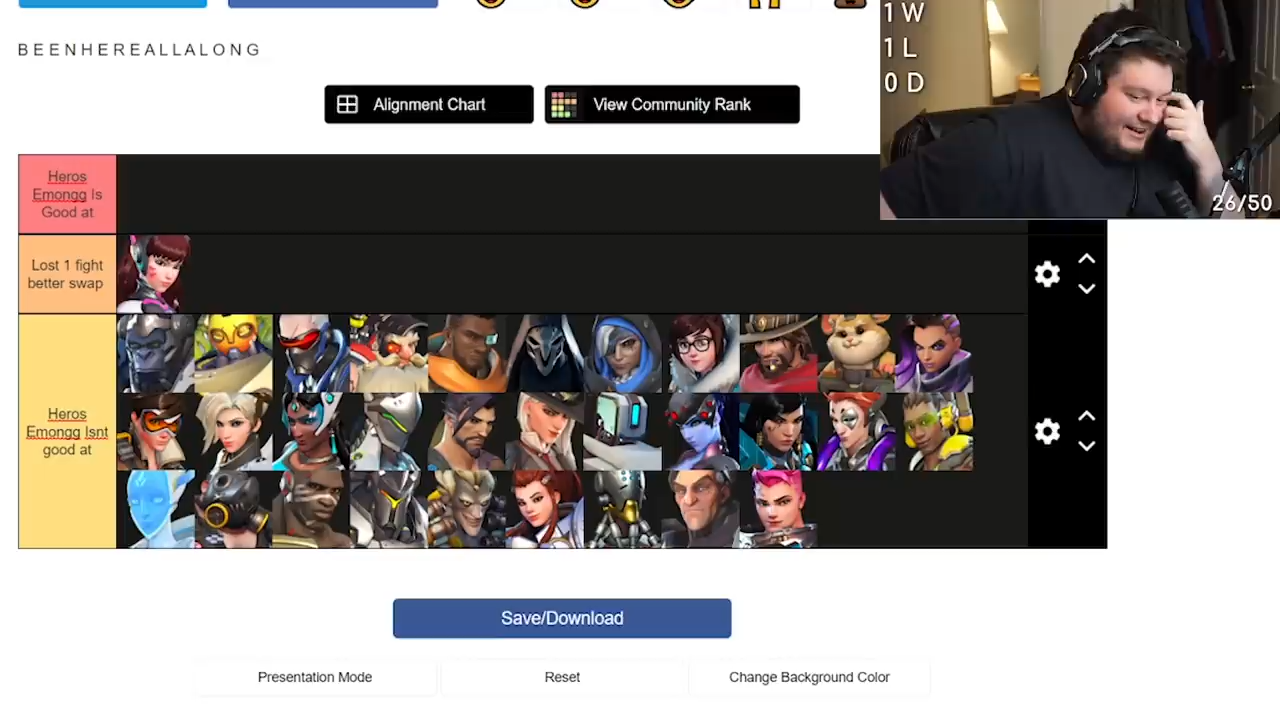 1 W
1 L
0 D
26/50
BEENHEREALLALONG
Alignment Chart
View Community Rank
Heros
Emongg Is
Good at
Lost 1 fight
better swap
Heros
Emongg Isnt
good at
Save/Download
Presentation Mode
Reset
Change Background Color